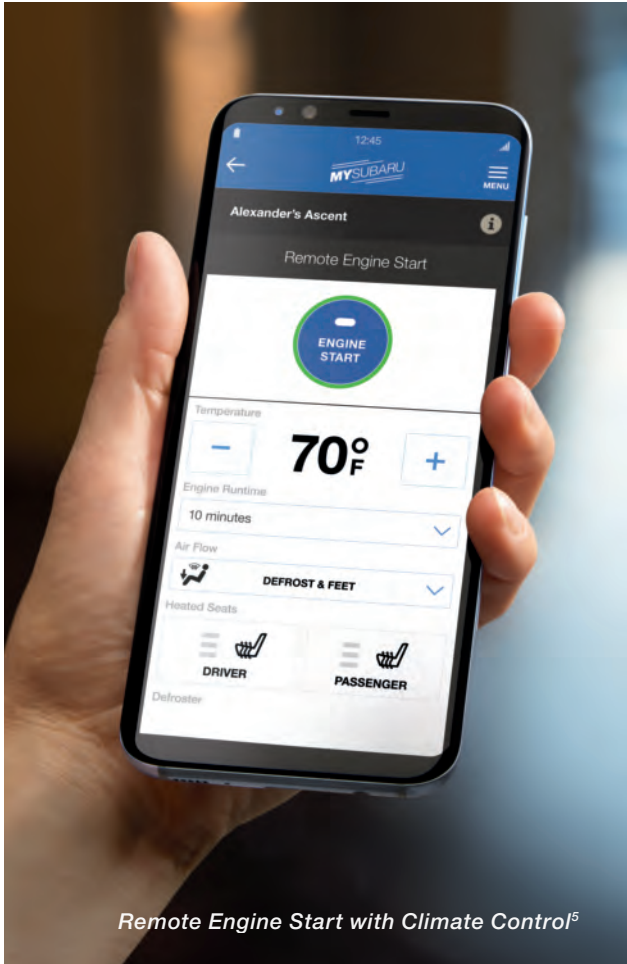 12:45
MYSUBARU
MENU
Alexander's Ascent
i
Remote Engine Start
ENGINE
START
Temperature
− 70°F +
Engine Runtime
10 minutes
Air Flow
DEFROST & FEET
Heated Seats
DRIVER PASSENGER
Defroster
Remote Engine Start with Climate Control⁵